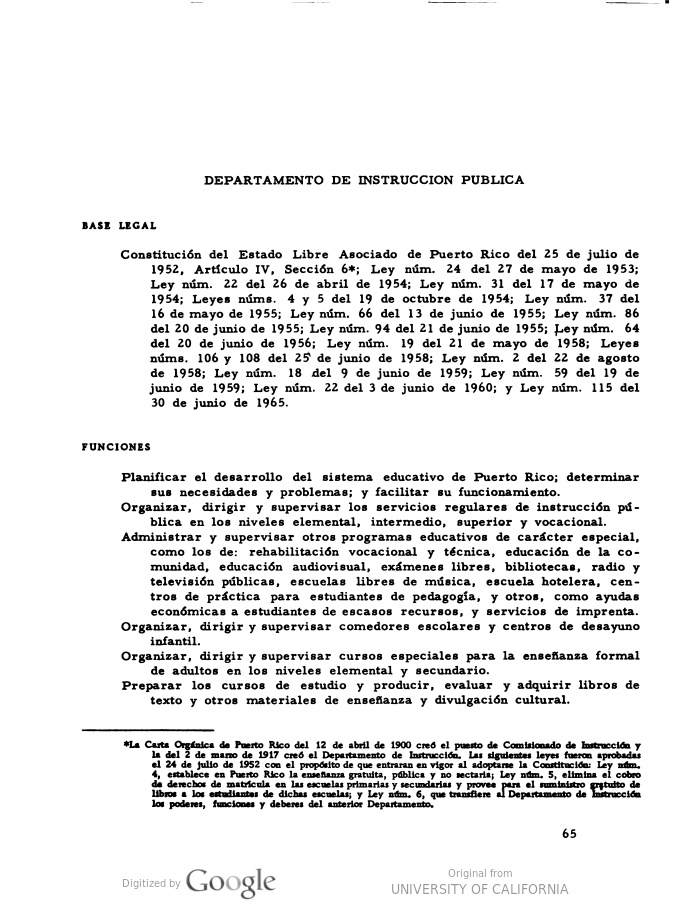 DEPARTAMENTO DE INSTRUCCION PUBLICA
BASE LEGAL
Constitución del Estado Libre Asociado de Puerto Rico del 25 de julio de
1952, Artículo IV, Sección 6*; Ley núm. 24 del 27 de mayo de 1953;
Ley núm. 22 del 26 de abril de 1954; Ley núm. 31 del 17 de mayo de
1954; Leyes núms. 4 y 5 del 19 de octubre de 1954; Ley núm. 37 del
16 de mayo de 1955; Ley núm. 66 del 13 de junio de 1955; Ley núm. 86
del 20 de junio de 1955; Ley núm. 94 del 21 de junio de 1955; Ley núm. 64
del 20 de junio de 1956; Ley núm. 19 del 21 de mayo de 1958; Leyes
núms. 106 y 108 del 25 de junio de 1958; Ley núm. 2 del 22 de agosto
de 1958; Ley núm. 18 del 9 de junio de 1959; Ley núm. 59 del 19 de
junio de 1959; Ley núm. 22 del 3 de junio de 1960; y Ley núm. 115 del
30 de junio de 1965.
FUNCIONES
Planificar el desarrollo del sistema educativo de Puerto Rico; determinar
sus necesidades y problemas; y facilitar su funcionamiento.
Organizar, dirigir y supervisar los servicios regulares de instrucción pú-
blica en los niveles elemental, intermedio, superior y vocacional.
Administrar y supervisar otros programas educativos de carácter especial,
como los de: rehabilitación vocacional y técnica, educación de la co-
munidad, educación audiovisual, exámenes libres, bibliotecas, radio y
televisión públicas, escuelas libres de música, escuela hotelera, cen-
tros de práctica para estudiantes de pedagogía, y otros, como ayudas
económicas a estudiantes de escasos recursos, y servicios de imprenta.
Organizar, dirigir y supervisar comedores escolares y centros de desayuno
infantil.
Organizar, dirigir y supervisar cursos especiales para la enseñanza formal
de adultos en los niveles elemental y secundario.
Preparar los cursos de estudio y producir, evaluar y adquirir libros de
texto y otros materiales de enseñanza y divulgación cultural.
*La Carta Orgánica de Puerto Rico del 12 de abril de 1900 creó el puesto de Comisionado de Instrucción y
la del 2 de marzo de 1917 creó el Departamento de Instrucción. Las siguientes leyes fueron aprobadas
el 24 de julio de 1952 con el propósito de que entraran en vigor al adoptarse la Constitución: Ley núm.
4, establece en Puerto Rico la enseñanza gratuita, pública y no sectaria; Ley núm. 5, elimina el cobro
de derechos de matrícula en las escuelas primarias y secundarias y provee para el suministro gratuito de
libros a los estudiantes de dichas escuelas; y Ley núm. 6, que transfiere al Departamento de Instrucción
los poderes, funciones y deberes del anterior Departamento.
65
Digitized by Google
Original from
UNIVERSITY OF CALIFORNIA